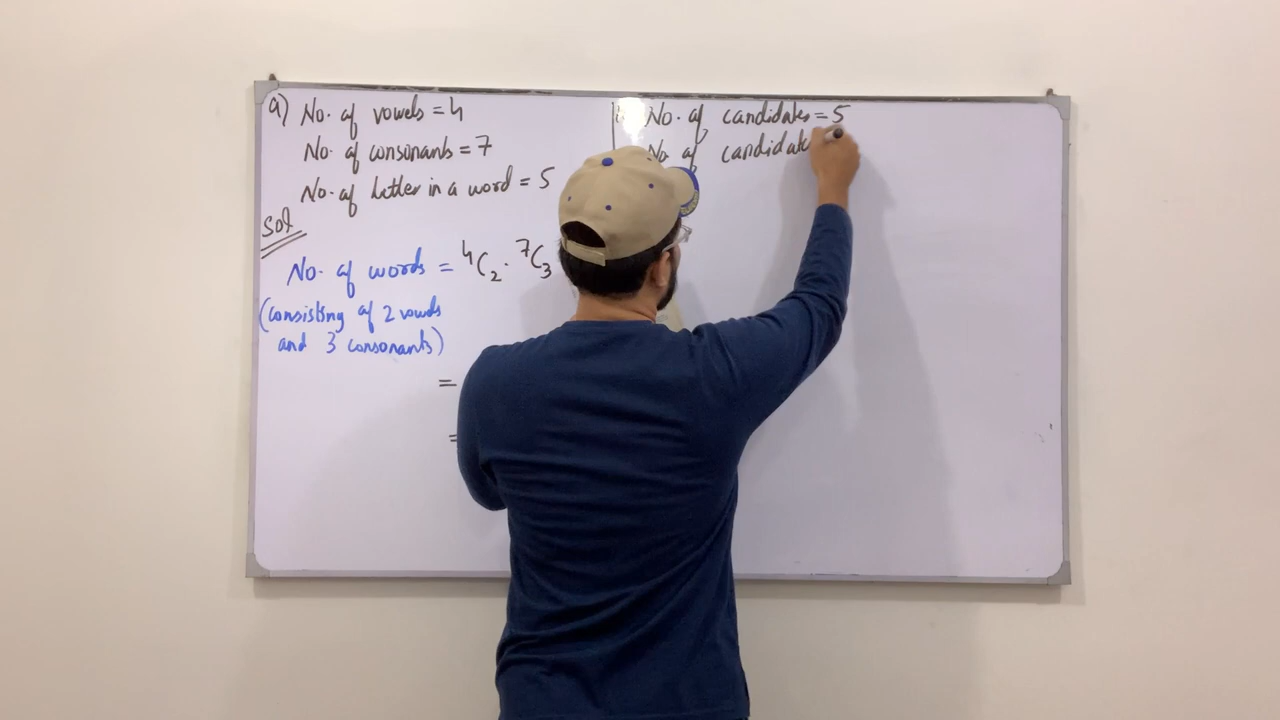 a) No. of vowels = 4
No. of consonants = 7
No. of letter in a word = 5
Sol
No. of words = ⁴C₂ . ⁷C₃
(consisting of 2 vowels
and 3 consonants)
=
=
No. of candidates = 5
No of candidate